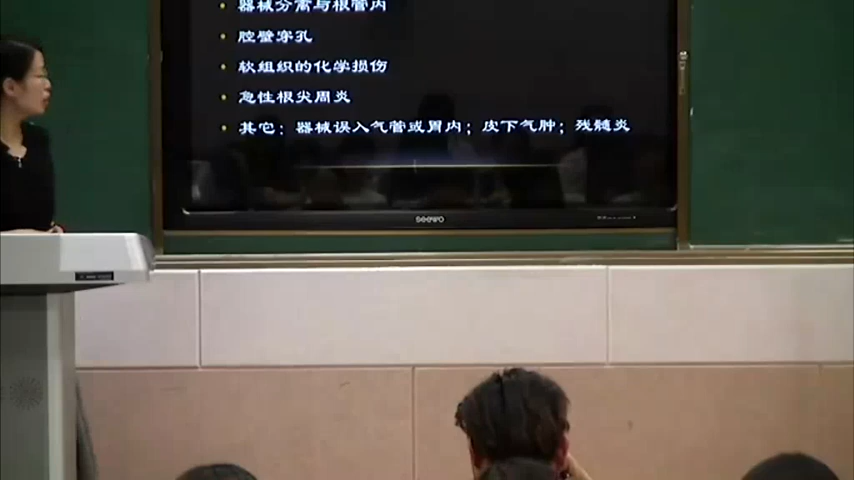 器械分离与根管内
腔壁穿孔
软组织的化学损伤
急性根尖周炎
其它：器械误入气管或胃内；皮下气肿；残髓炎
seewo